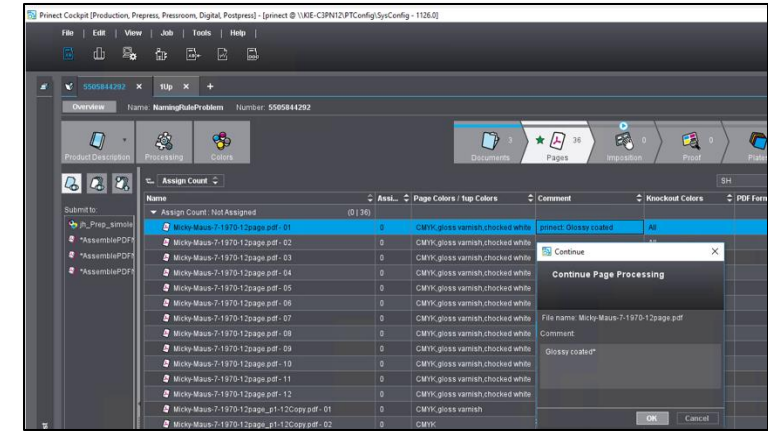 Prinect Cockpit [Production, Prepress, Pressroom, Digital, Postpress] - [prinect @ \\KIE-C3PN12\PTConfig\SysConfig - 1126.0]
File | Edit | View | Job | Tools | Help |
5505844292 × 1Up × +
Overview Name: NamingRuleProblem Number: 5505844292
Product Description Processing Colors
Documents 3 Pages 36 Imposition 0 Proof 0 Plates
Assign Count SH
Name Assi... Page Colors / 1up Colors Comment Knockout Colors PDF Form
Submit to:
jh_Prep_simole
*AssemblePDFf
*AssemblePDFf
Assign Count: Not Assigned (0 | 36)
Micky-Maus-7-1970-12page.pdf - 01 0 CMYK,gloss varnish,chocked white prinect: Glossy coated All
Micky-Maus-7-1970-12page.pdf - 02 0 CMYK,gloss varnish,chocked white All
Micky-Maus-7-1970-12page.pdf - 03 0 CMYK,gloss varnish,chocked white
Micky-Maus-7-1970-12page.pdf - 04 0 CMYK,gloss varnish,chocked white
Micky-Maus-7-1970-12page.pdf - 05 0 CMYK,gloss varnish,chocked white
Micky-Maus-7-1970-12page.pdf - 06 0 CMYK,gloss varnish,chocked white
Micky-Maus-7-1970-12page.pdf - 07 0 CMYK,gloss varnish,chocked white
Micky-Maus-7-1970-12page.pdf - 08 0 CMYK,gloss varnish,chocked white
Micky-Maus-7-1970-12page.pdf - 09 0 CMYK,gloss varnish,chocked white
Micky-Maus-7-1970-12page.pdf - 10 0 CMYK,gloss varnish,chocked white
Micky-Maus-7-1970-12page.pdf - 11 0 CMYK,gloss varnish,chocked white
Micky-Maus-7-1970-12page.pdf - 12 0 CMYK,gloss varnish,chocked white
Micky-Maus-7-1970-12page_p1-12Copy.pdf - 01 0 CMYK,gloss varnish
Micky-Maus-7-1970-12page_p1-12Copy.pdf - 02 0 CMYK
Continue ×
Continue Page Processing
File name: Micky-Maus-7-1970-12page.pdf
Comment:
Glossy coated*
OK Cancel